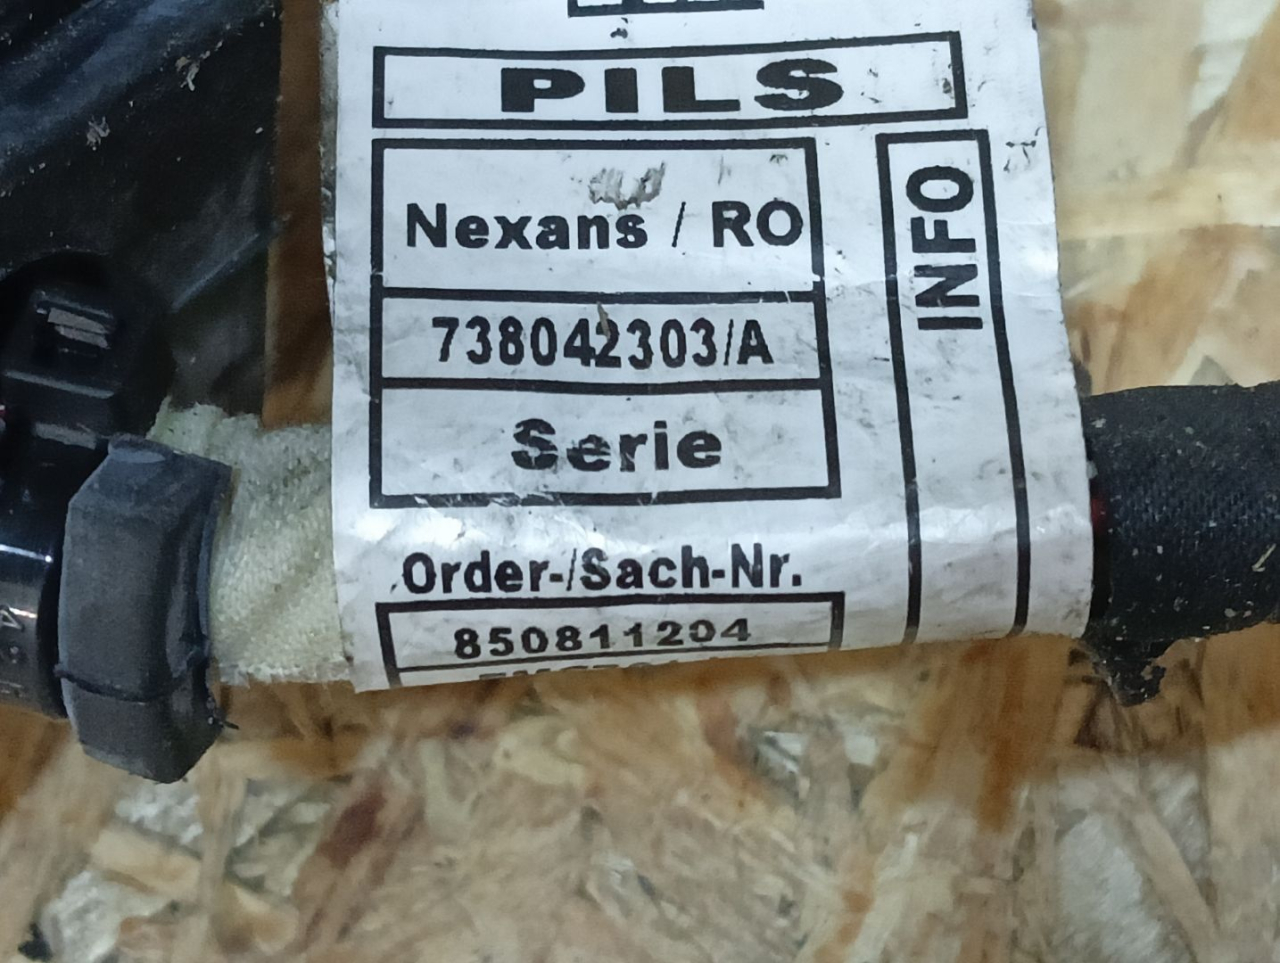 PILS
Nexans / RO
738042303/A
Serie
INFO
Order-/Sach-Nr.
850811204